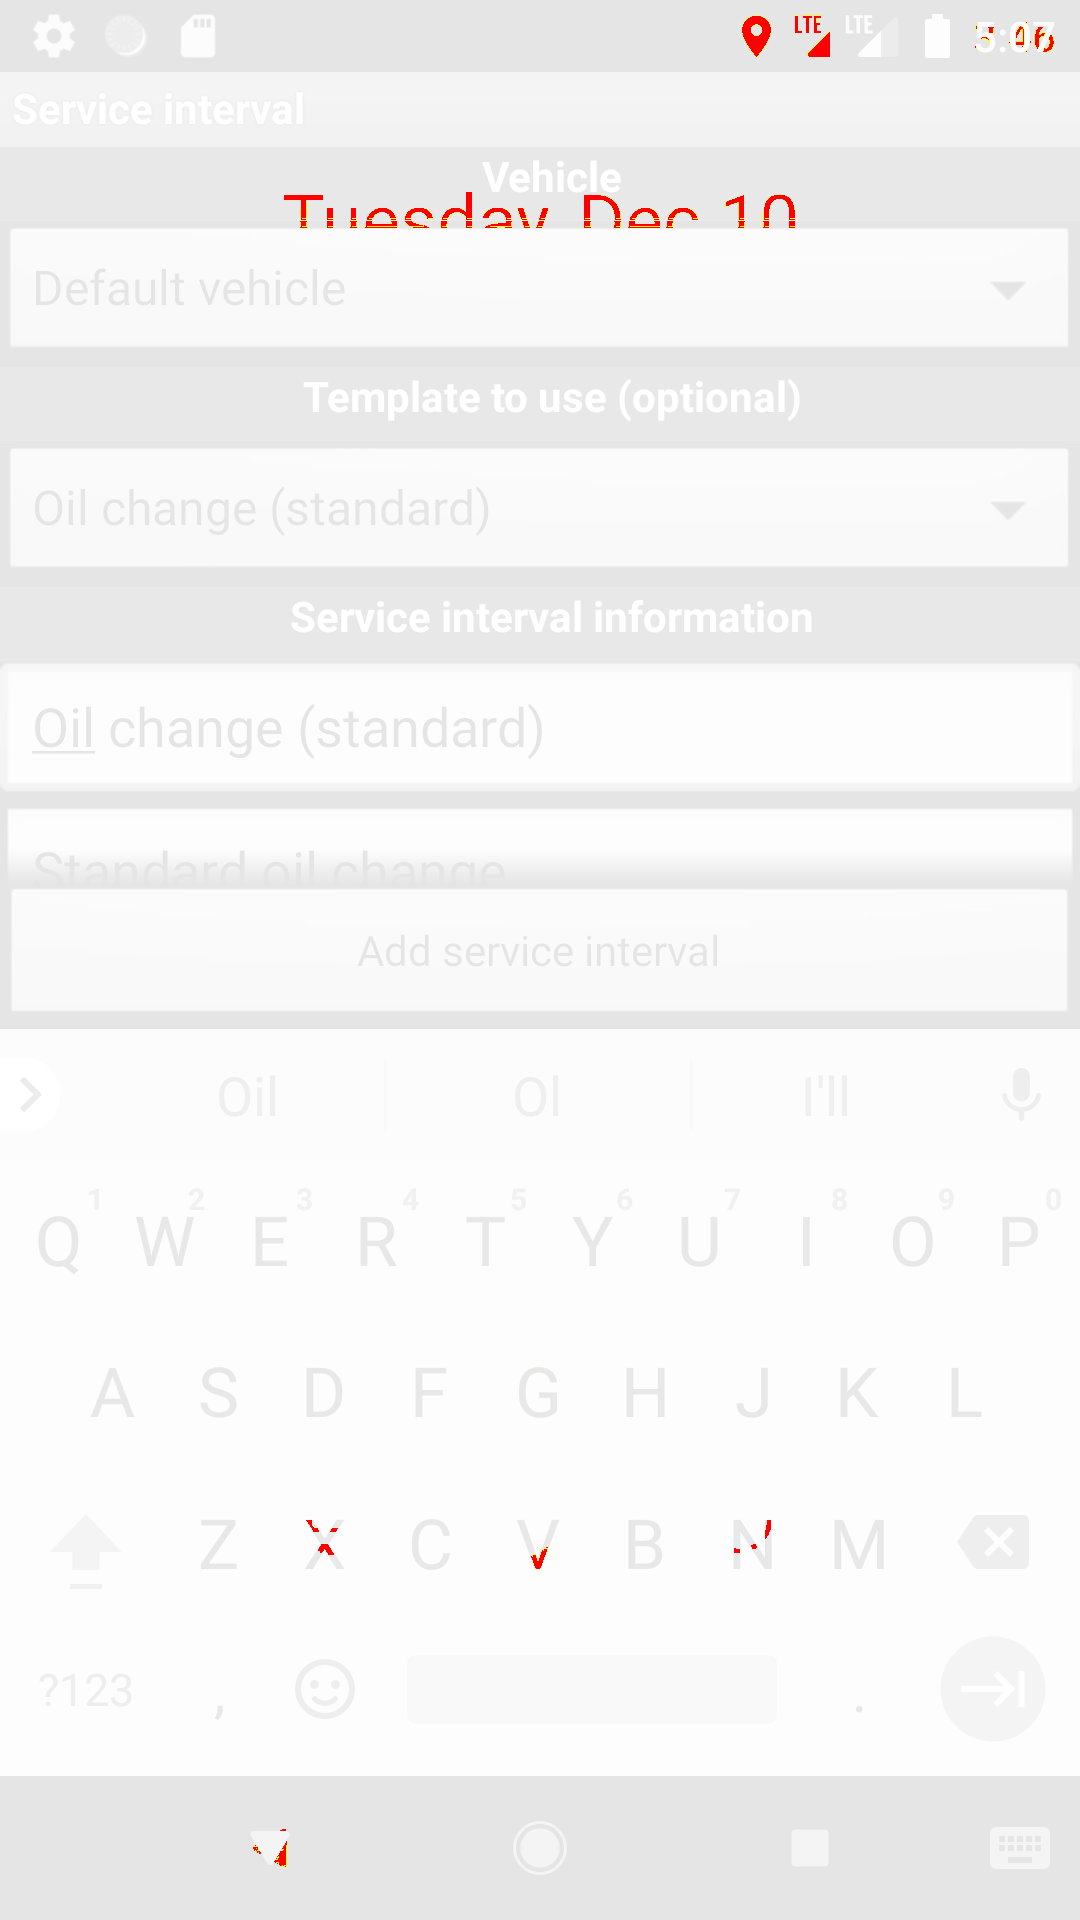 LTE LTE
Service interval
Vehicle
Tuesday, Dec 10
Default vehicle
Template to use (optional)
Oil change (standard)
Service interval information
Oil change (standard)
Standard oil change
Add service interval
Oil Ol I'll
1 2 3 4 5 6 7 8 9 0
Q W E R T Y U I O P
A S D F G H J K L
Z X C V B N M
?123 , .